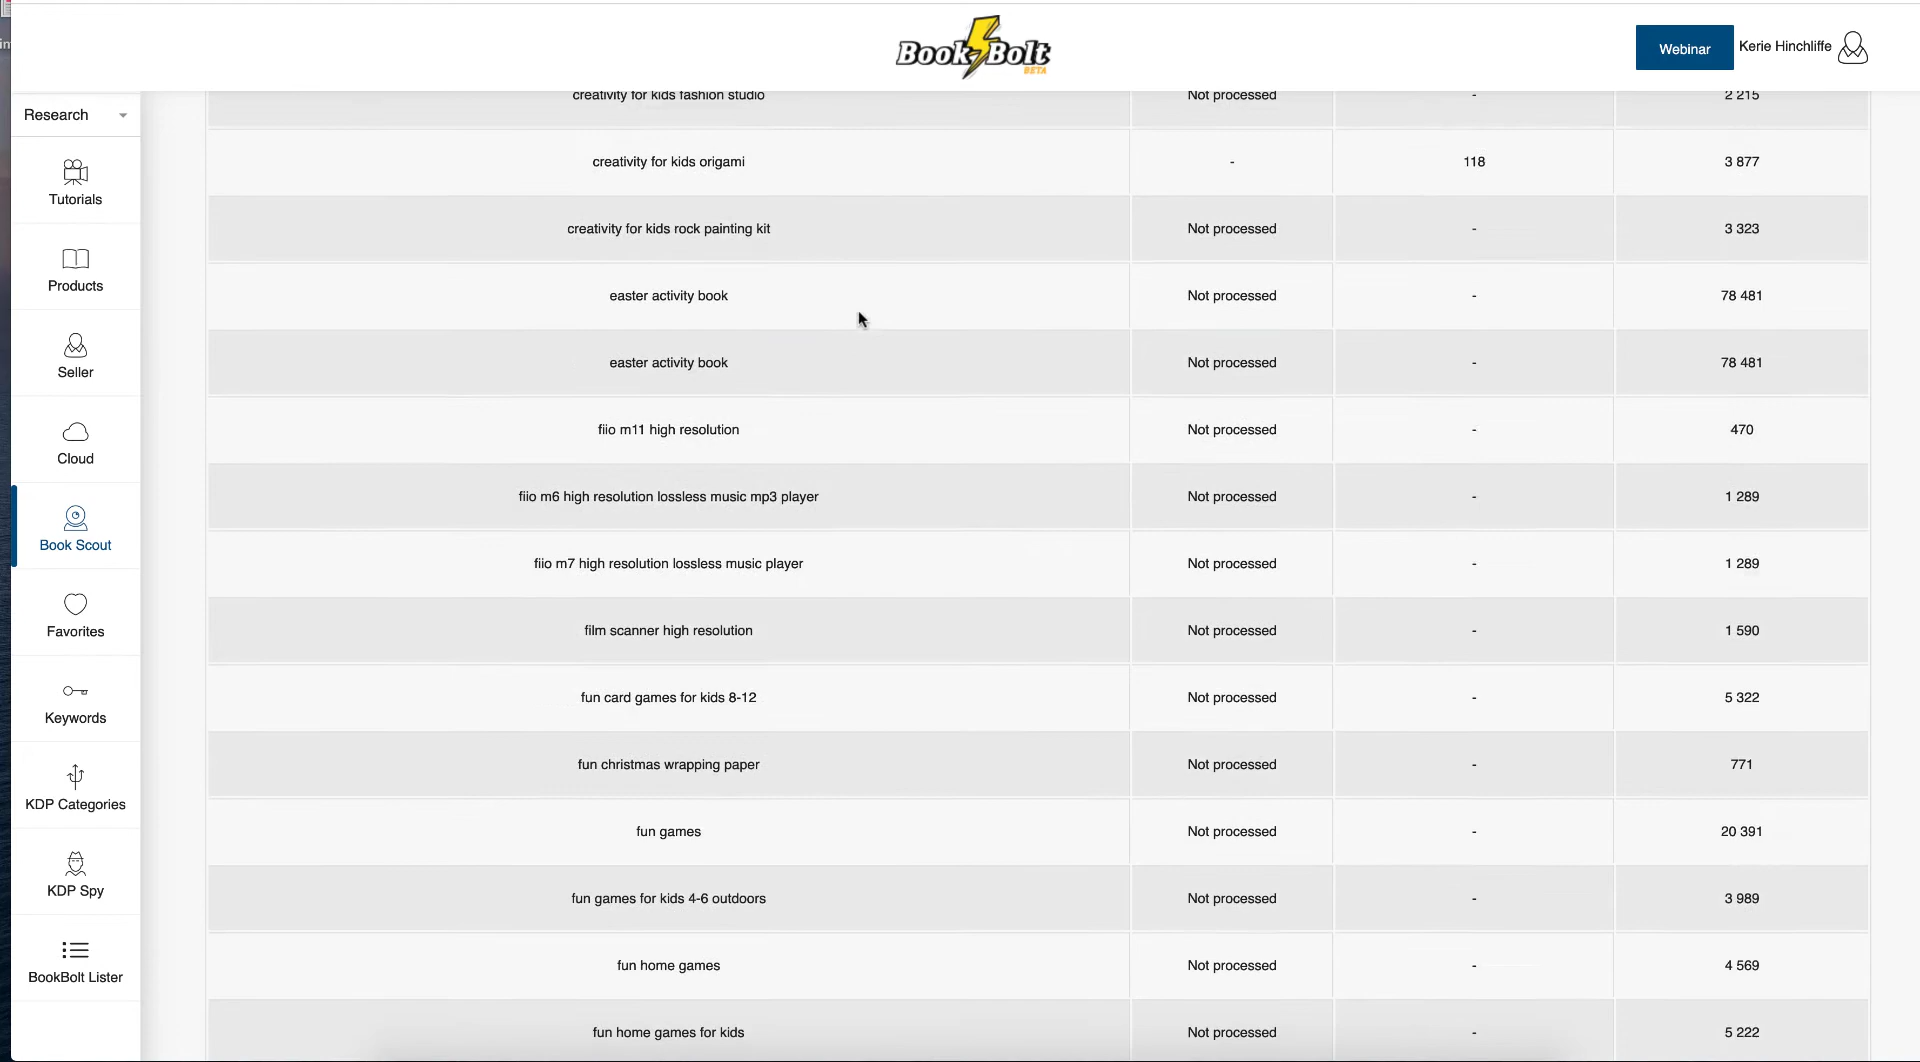 im
Book Bolt
BETA
Webinar
Kerie Hinchliffe
Research
Tutorials
Products
Seller
Cloud
Book Scout
Favorites
Keywords
KDP Categories
KDP Spy
BookBolt Lister
creativity for kids fashion studio Not processed - 2 215
creativity for kids origami - 118 3 877
creativity for kids rock painting kit Not processed - 3 323
easter activity book Not processed - 78 481
easter activity book Not processed - 78 481
fiio m11 high resolution Not processed - 470
fiio m6 high resolution lossless music mp3 player Not processed - 1 289
fiio m7 high resolution lossless music player Not processed - 1 289
film scanner high resolution Not processed - 1 590
fun card games for kids 8-12 Not processed - 5 322
fun christmas wrapping paper Not processed - 771
fun games Not processed - 20 391
fun games for kids 4-6 outdoors Not processed - 3 989
fun home games Not processed - 4 569
fun home games for kids Not processed - 5 222